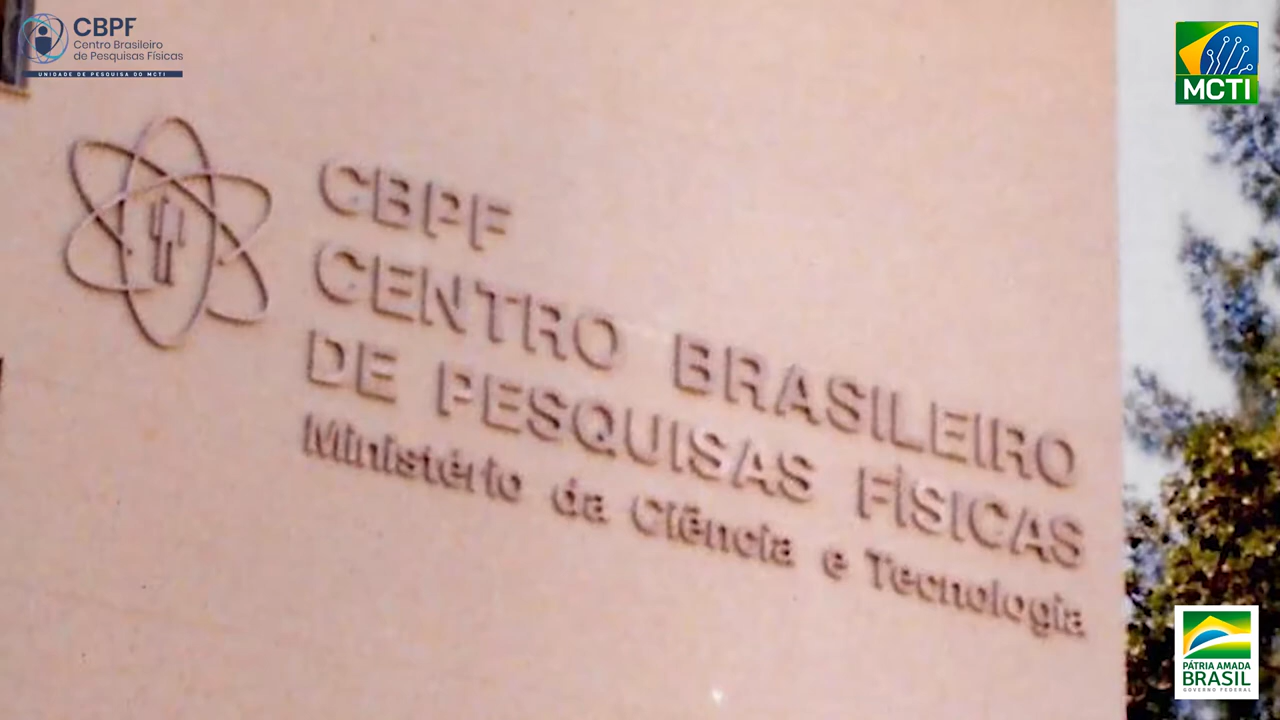 CBPF
Centro Brasileiro
de Pesquisas Físicas
UNIDADE DE PESQUISA DO MCTI
MCTI
CBPF
CENTRO BRASILEIRO
DE PESQUISAS FÍSICAS
Ministério da Ciência e Tecnologia
PÁTRIA AMADA
BRASIL
GOVERNO FEDERAL